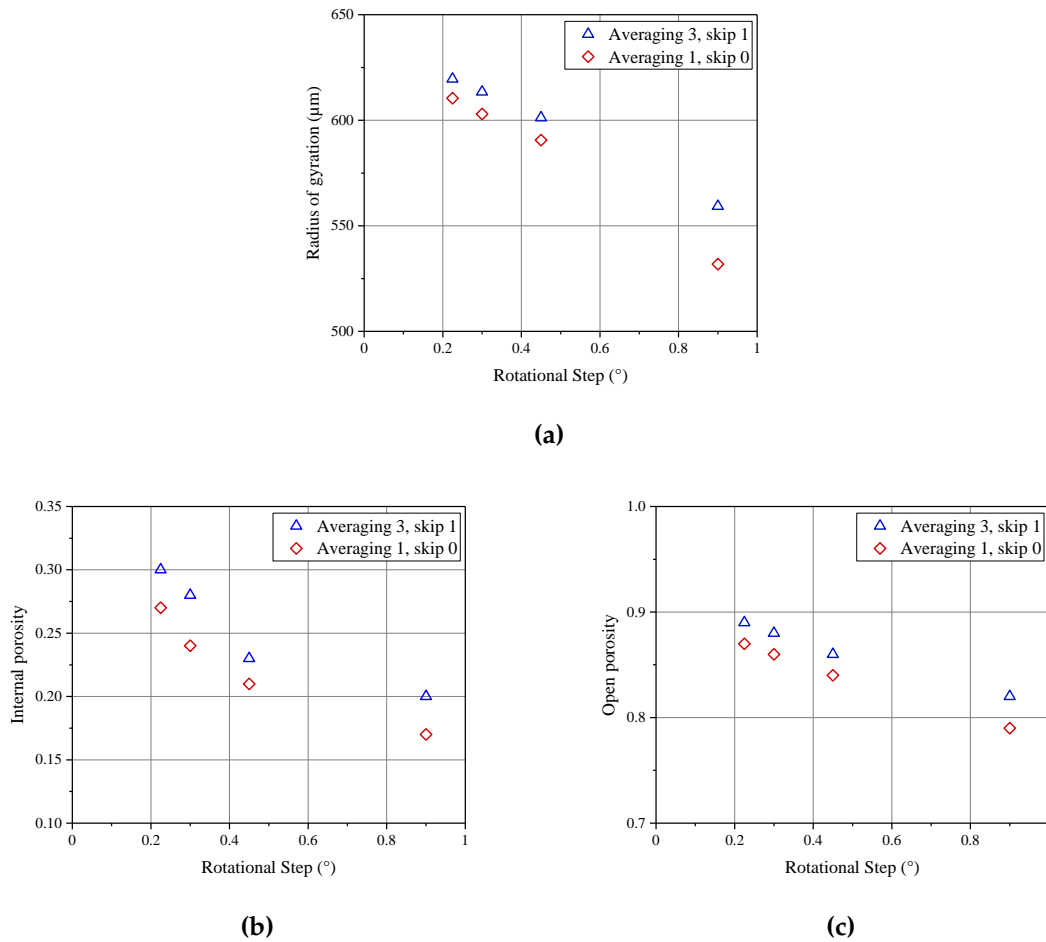 650
600
550
500
Radius of gyration (µm)
Averaging 3, skip 1
Averaging 1, skip 0
0 0.2 0.4 0.6 0.8 1
Rotational Step (°)
(a)
0.35
0.30
0.25
0.20
0.15
0.10
Internal porosity
Averaging 3, skip 1
Averaging 1, skip 0
0 0.2 0.4 0.6 0.8 1
Rotational Step (°)
(b)
1.0
0.9
0.8
0.7
Open porosity
Averaging 3, skip 1
Averaging 1, skip 0
0 0.2 0.4 0.6 0.8
Rotational Step (°)
(c)